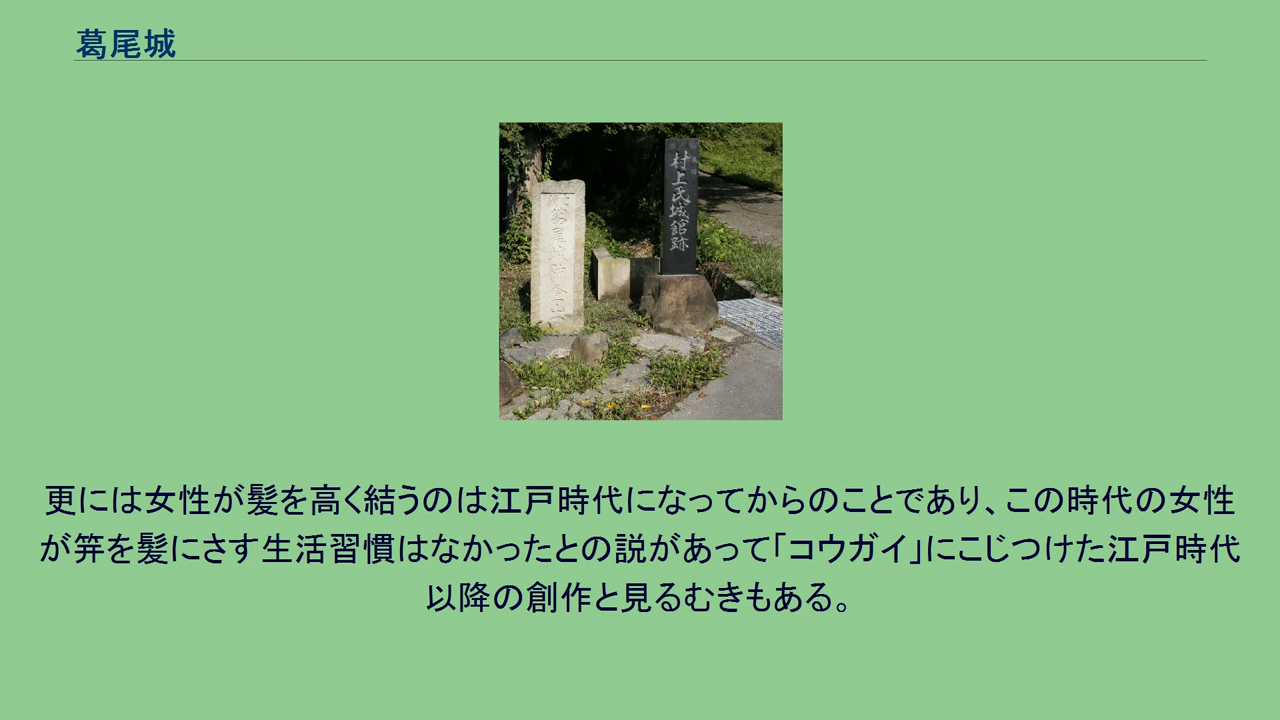 葛尾城
村上氏城館跡
更には女性が髪を高く結うのは江戸時代になってからのことであり、この時代の女性
が笄を髪にさす生活習慣はなかったとの説があって「コウガイ」にこじつけた江戸時代
以降の創作と見るむきもある。